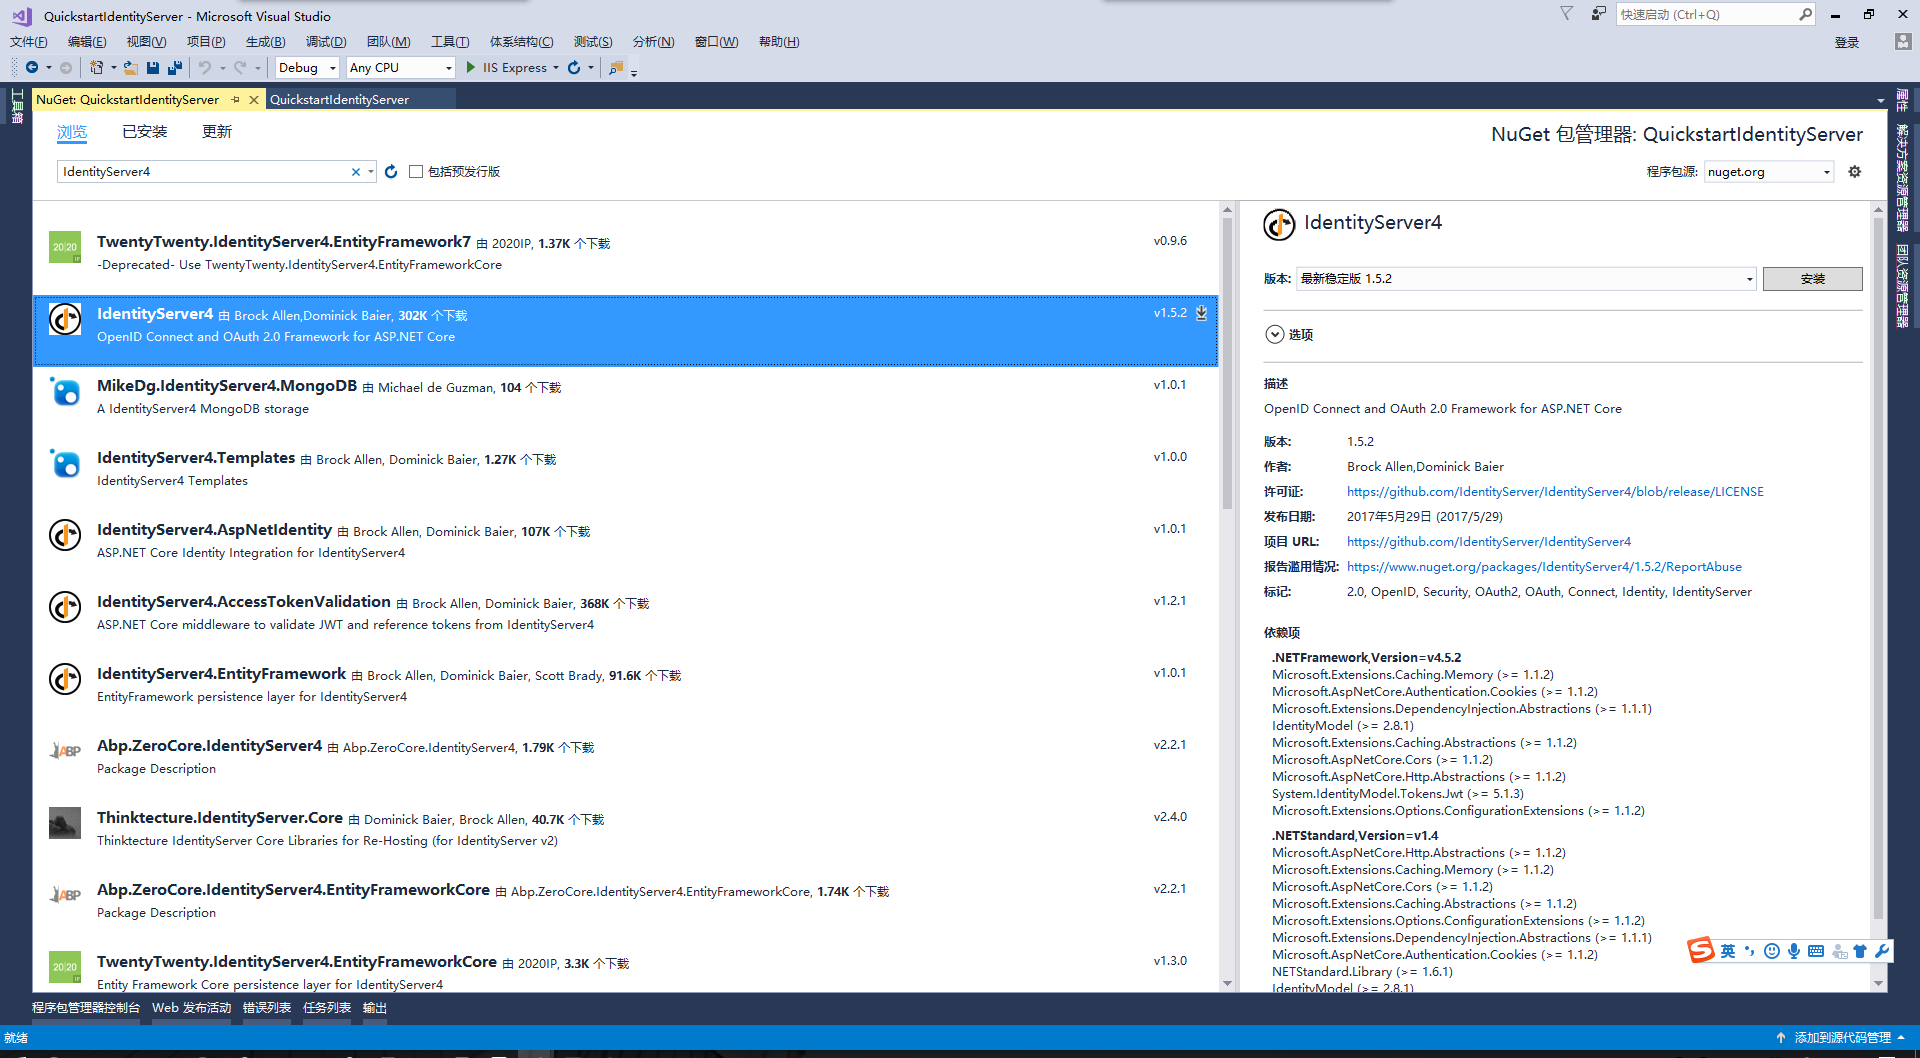 QuickstartIdentityServer - Microsoft Visual Studio
快速启动 (Ctrl+Q)
文件(F) 编辑(E) 视图(V) 项目(P) 生成(B) 调试(D) 团队(M) 工具(T) 体系结构(C) 测试(S) 分析(N) 窗口(W) 帮助(H)
登录
Debug Any CPU IIS Express
工具箱
NuGet: QuickstartIdentityServer QuickstartIdentityServer
属性
解决方案资源管理器
团队资源管理器
浏览 已安装 更新
NuGet 包管理器: QuickstartIdentityServer
IdentityServer4 包括预发行版
程序包源: nuget.org
20|20 IP
TwentyTwenty.IdentityServer4.EntityFramework7 由 2020IP, 1.37K 个下载 v0.9.6
-Deprecated- Use TwentyTwenty.IdentityServer4.EntityFrameworkCore
IdentityServer4 由 Brock Allen,Dominick Baier, 302K 个下载 v1.5.2
OpenID Connect and OAuth 2.0 Framework for ASP.NET Core
MikeDg.IdentityServer4.MongoDB 由 Michael de Guzman, 104 个下载 v1.0.1
A IdentityServer4 MongoDB storage
IdentityServer4.Templates 由 Brock Allen, Dominick Baier, 1.27K 个下载 v1.0.0
IdentityServer4 Templates
IdentityServer4.AspNetIdentity 由 Brock Allen, Dominick Baier, 107K 个下载 v1.0.1
ASP.NET Core Identity Integration for IdentityServer4
IdentityServer4.AccessTokenValidation 由 Brock Allen, Dominick Baier, 368K 个下载 v1.2.1
ASP.NET Core middleware to validate JWT and reference tokens from IdentityServer4
IdentityServer4.EntityFramework 由 Brock Allen, Dominick Baier, Scott Brady, 91.6K 个下载 v1.0.1
EntityFramework persistence layer for IdentityServer4
ABP
Abp.ZeroCore.IdentityServer4 由 Abp.ZeroCore.IdentityServer4, 1.79K 个下载 v2.2.1
Package Description
Thinktecture.IdentityServer.Core 由 Dominick Baier, Brock Allen, 40.7K 个下载 v2.4.0
Thinktecture IdentityServer Core Libraries for Re-Hosting (for IdentityServer v2)
ABP
Abp.ZeroCore.IdentityServer4.EntityFrameworkCore 由 Abp.ZeroCore.IdentityServer4.EntityFrameworkCore, 1.74K 个下载 v2.2.1
Package Description
20|20 IP
TwentyTwenty.IdentityServer4.EntityFrameworkCore 由 2020IP, 3.3K 个下载 v1.3.0
Entity Framework Core persistence layer for IdentityServer4
IdentityServer4
版本: 最新稳定版 1.5.2 安装
选项
描述
OpenID Connect and OAuth 2.0 Framework for ASP.NET Core
版本: 1.5.2
作者: Brock Allen,Dominick Baier
许可证: https://github.com/IdentityServer/IdentityServer4/blob/release/LICENSE
发布日期: 2017年5月29日 (2017/5/29)
项目 URL: https://github.com/IdentityServer/IdentityServer4
报告滥用情况: https://www.nuget.org/packages/IdentityServer4/1.5.2/ReportAbuse
标记: 2.0, OpenID, Security, OAuth2, OAuth, Connect, Identity, IdentityServer
依赖项
.NETFramework,Version=v4.5.2
Microsoft.Extensions.Caching.Memory (>= 1.1.2)
Microsoft.AspNetCore.Authentication.Cookies (>= 1.1.2)
Microsoft.Extensions.DependencyInjection.Abstractions (>= 1.1.1)
IdentityModel (>= 2.8.1)
Microsoft.Extensions.Caching.Abstractions (>= 1.1.2)
Microsoft.AspNetCore.Cors (>= 1.1.2)
Microsoft.AspNetCore.Http.Abstractions (>= 1.1.2)
System.IdentityModel.Tokens.Jwt (>= 5.1.3)
Microsoft.Extensions.Options.ConfigurationExtensions (>= 1.1.2)
.NETStandard,Version=v1.4
Microsoft.AspNetCore.Http.Abstractions (>= 1.1.2)
Microsoft.Extensions.Caching.Memory (>= 1.1.2)
Microsoft.AspNetCore.Cors (>= 1.1.2)
Microsoft.Extensions.Caching.Abstractions (>= 1.1.2)
Microsoft.Extensions.Options.ConfigurationExtensions (>= 1.1.2)
Microsoft.Extensions.DependencyInjection.Abstractions (>= 1.1.1)
Microsoft.AspNetCore.Authentication.Cookies (>= 1.1.2)
NETStandard.Library (>= 1.6.1)
IdentityModel (>= 2.8.1)
S 英
程序包管理器控制台 Web 发布活动 错误列表 任务列表 输出
就绪 添加到源代码管理